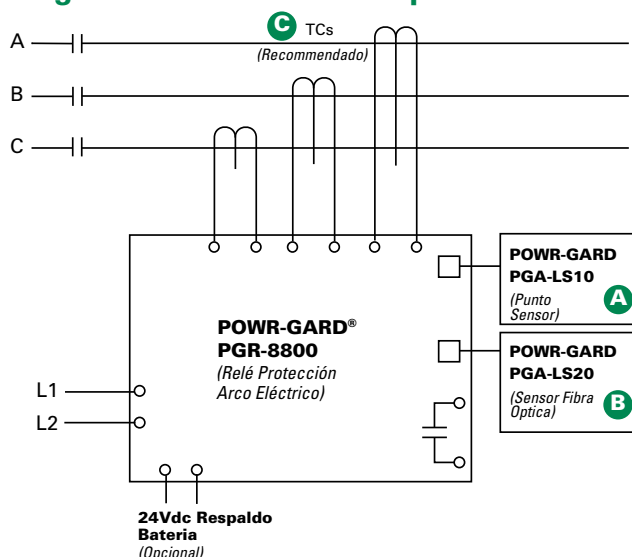 C TCs
(Recommendado)
A
B
C
POWR-GARD
PGA-LS10
(Punto
Sensor)
A
POWR-GARD®
PGR-8800
(Relé Protección
Arco Eléctrico)
POWR-GARD
PGA-LS20
(Sensor Fibra
Optica)
B
L1
L2
24Vdc Respaldo
Bateria
(Opcional)